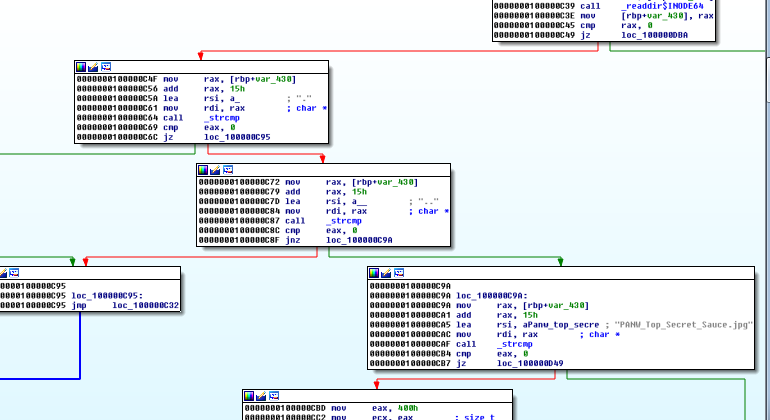 0000000100000C39 call _readdir$INODE64
0000000100000C3E mov [rbp+var_430], rax
0000000100000C45 cmp rax, 0
0000000100000C49 jz loc_100000DBA
0000000100000C4F mov rax, [rbp+var_430]
0000000100000C56 add rax, 15h
0000000100000C5A lea rsi, a_ ; "."
0000000100000C61 mov rdi, rax ; char *
0000000100000C64 call _strcmp
0000000100000C69 cmp eax, 0
0000000100000C6C jz loc_100000C95
0000000100000C72 mov rax, [rbp+var_430]
0000000100000C79 add rax, 15h
0000000100000C7D lea rsi, a__ ; ".."
0000000100000C84 mov rdi, rax ; char *
0000000100000C87 call _strcmp
0000000100000C8C cmp eax, 0
0000000100000C8F jnz loc_100000C9A
0000100000C95
0000100000C95 loc_100000C95:
0000100000C95 jmp loc_100000C32
0000000100000C9A
0000000100000C9A loc_100000C9A:
0000000100000C9A mov rax, [rbp+var_430]
0000000100000CA1 add rax, 15h
0000000100000CA5 lea rsi, aPanw_top_secre ; "PANW_Top_Secret_Sauce.jpg"
0000000100000CAC mov rdi, rax ; char *
0000000100000CAF call _strcmp
0000000100000CB4 cmp eax, 0
0000000100000CB7 jz loc_100000D49
0000000100000CBD mov eax, 400h
0000000100000CC2 mov ecx, eax ; size_t